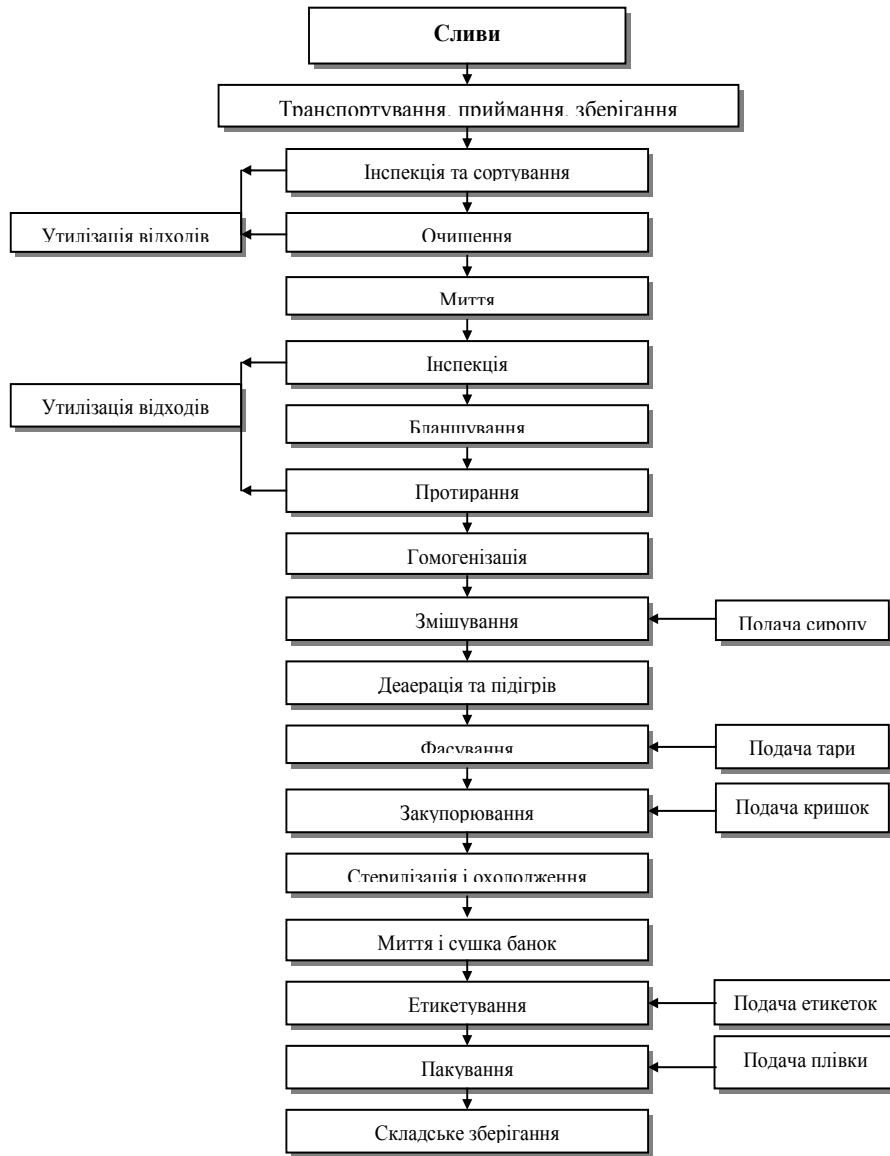 Сливи
Транспортування, приймання, зберігання
Інспекція та сортування
Утилізація відходів
Очищення
Миття
Інспекція
Утилізація відходів
Бланшування
Протирання
Гомогенізація
Змішування
Подача сиропу
Деаерація та підігрів
Фасування
Подача тари
Закупорювання
Подача кришок
Стерилізація і охолодження
Миття і сушка банок
Етикетування
Подача етикеток
Пакування
Подача плівки
Складське зберігання